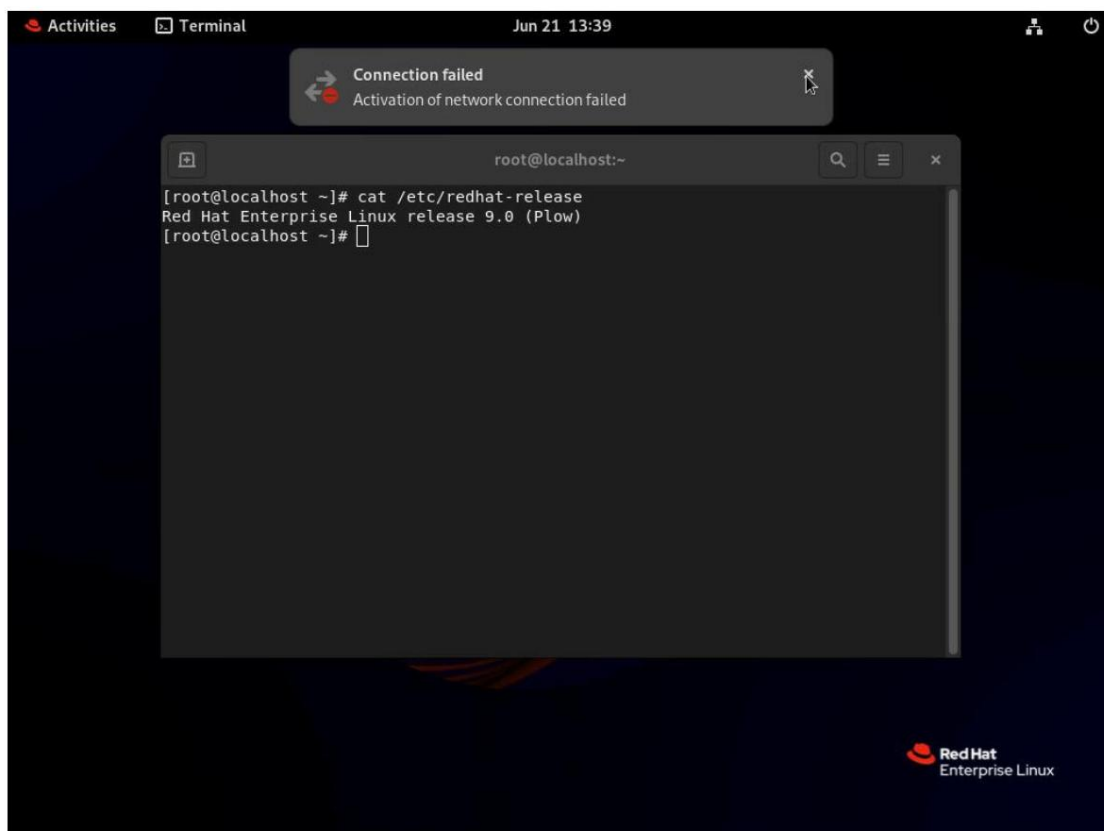 Activities Terminal Jun 21 13:39
Connection failed
Activation of network connection failed
root@localhost:~
[root@localhost ~]# cat /etc/redhat-release
Red Hat Enterprise Linux release 9.0 (Plow)
[root@localhost ~]#
Red Hat
Enterprise Linux